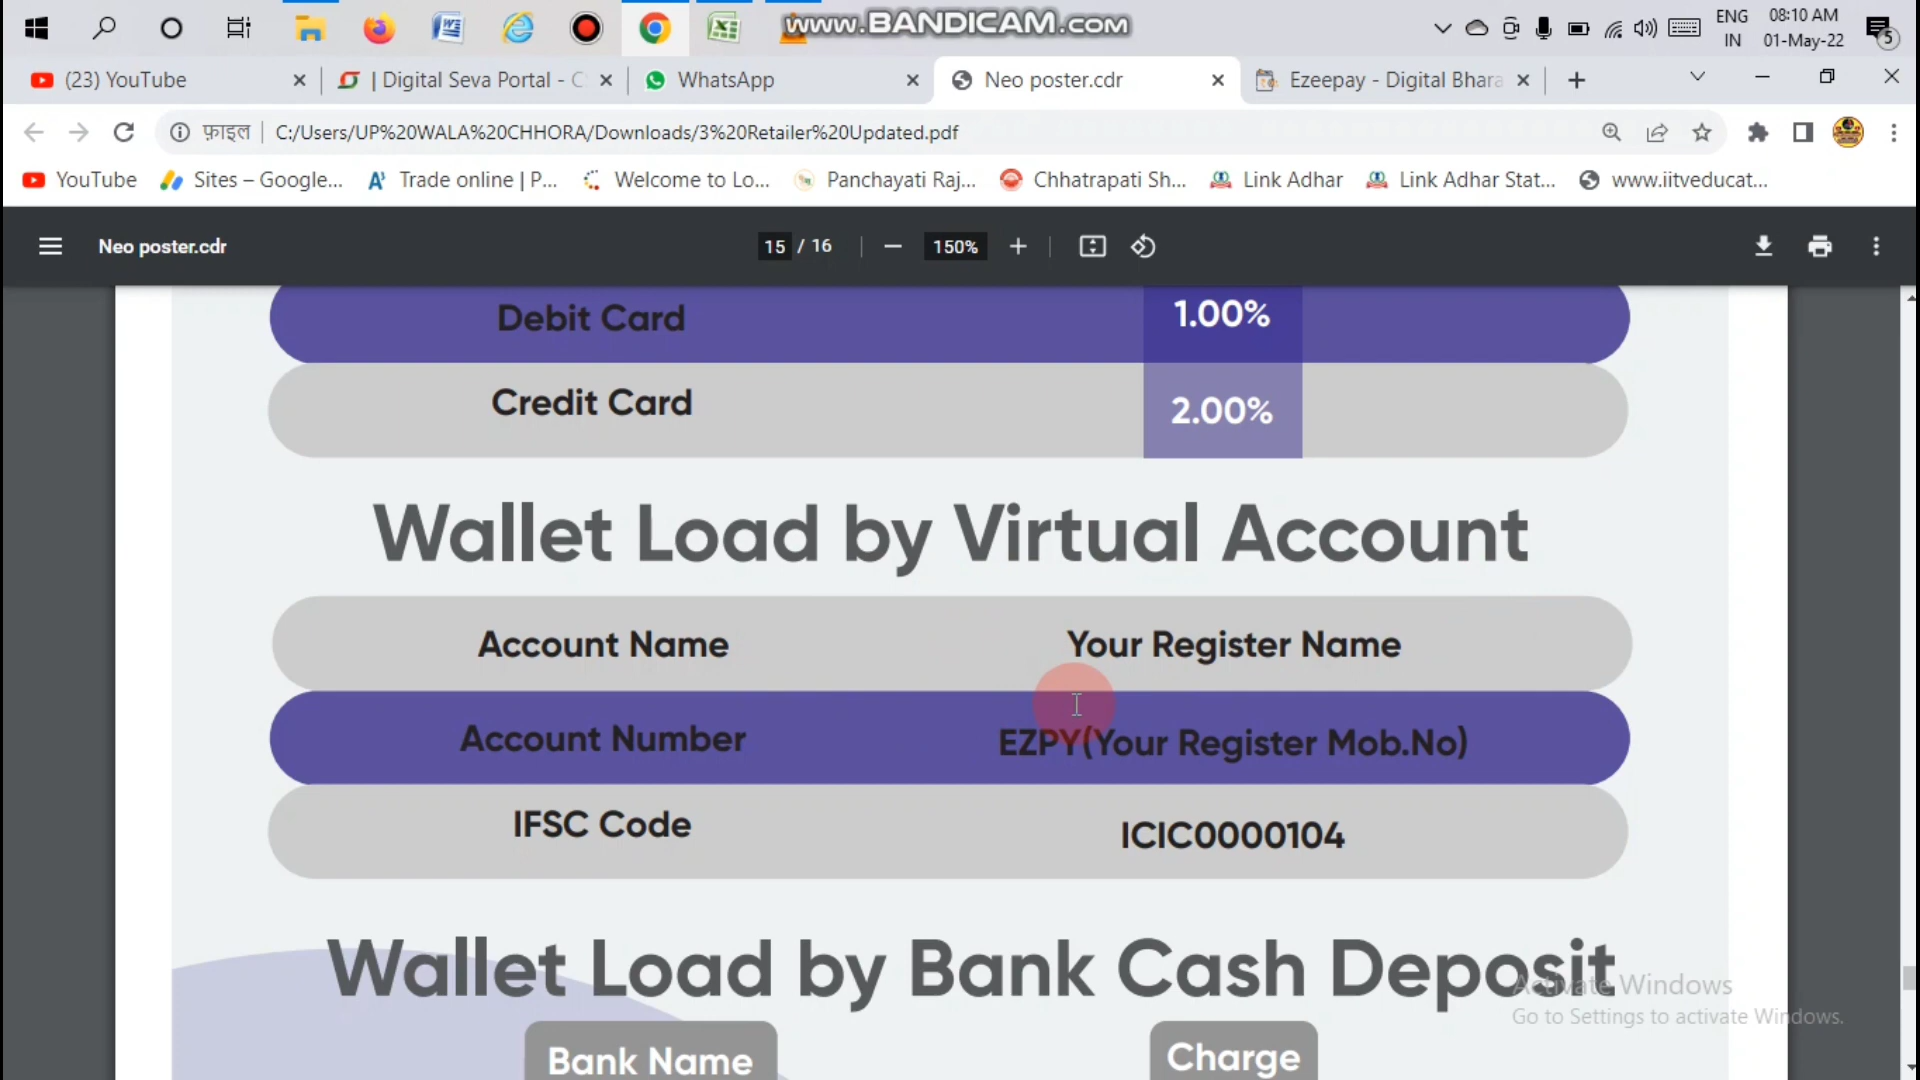 www.BANDICAM.com
ENG
IN
08:10 AM
01-May-22
5
(23) YouTube
| Digital Seva Portal - C
WhatsApp
Neo poster.cdr
Ezeepay - Digital Bhara
फ़ाइल
C:/Users/UP%20WALA%20CHHORA/Downloads/3%20Retailer%20Updated.pdf
YouTube
Sites – Google...
Trade online | P...
Welcome to Lo...
Panchayati Raj...
Chhatrapati Sh...
Link Adhar
Link Adhar Stat...
www.iitveducat...
Neo poster.cdr
15 / 16
150%
Debit Card 1.00%
Credit Card 2.00%
Wallet Load by Virtual Account
Account Name Your Register Name
Account Number EZPY(Your Register Mob.No)
IFSC Code ICIC0000104
Wallet Load by Bank Cash Deposit
Activate Windows
Go to Settings to activate Windows.
Bank Name Charge